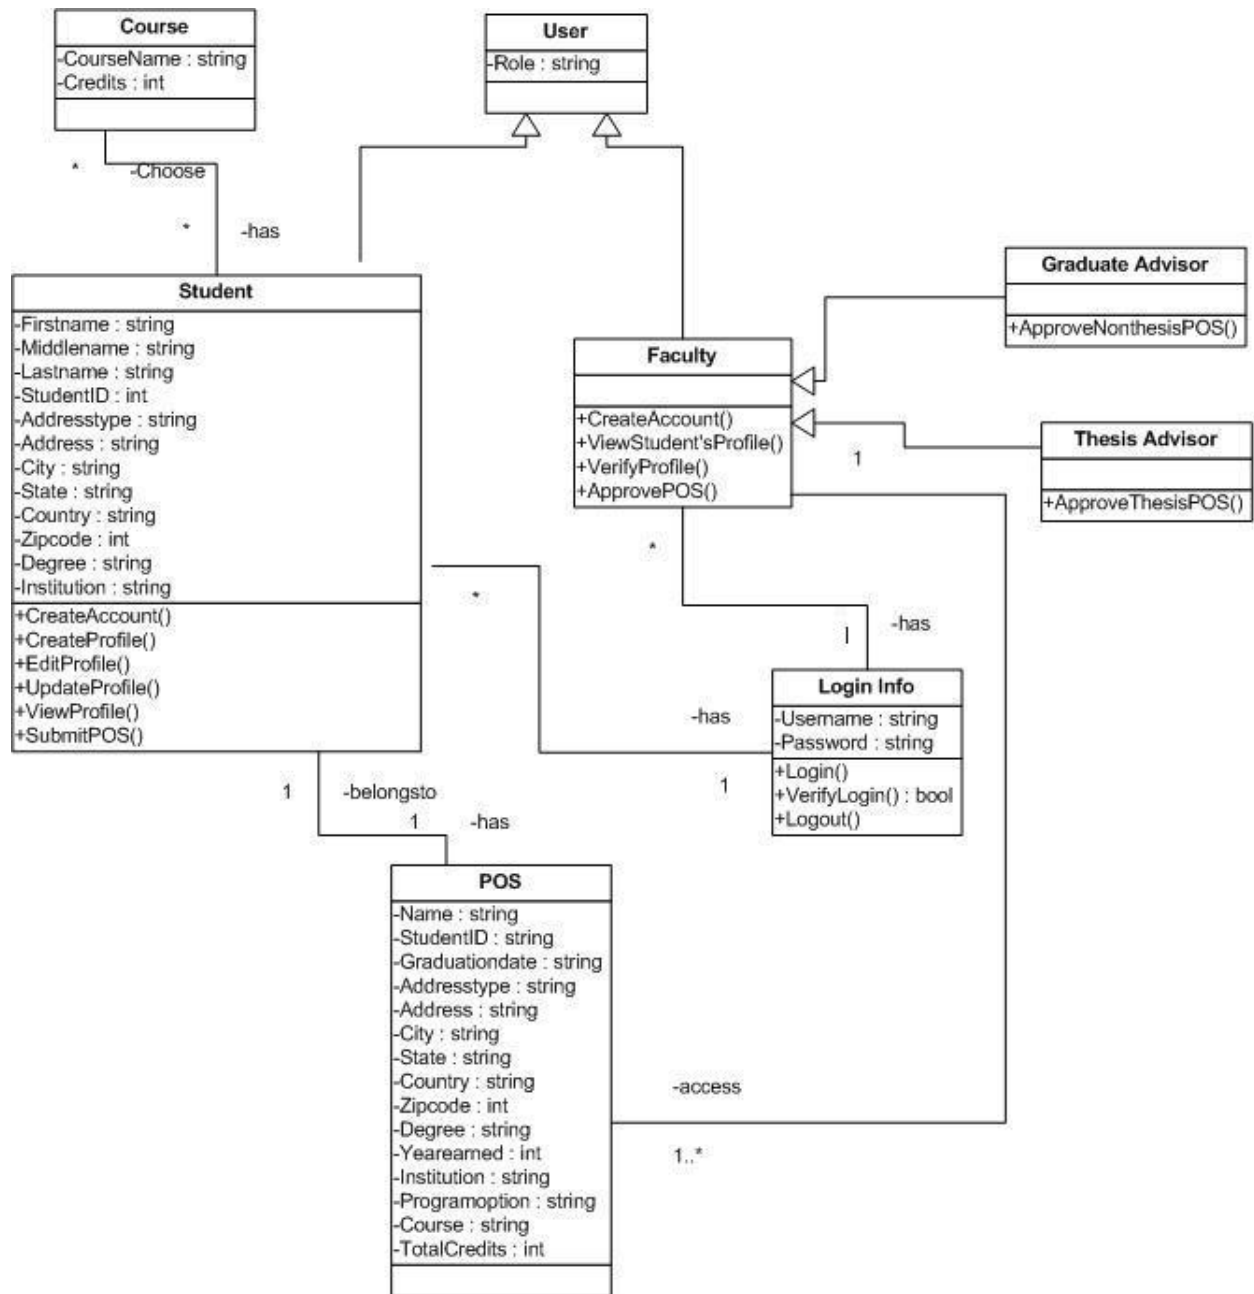 Course
-CourseName : string
-Credits : int
User
-Role : string
*
-Choose
*
-has
Student
-Firstname : string
-Middlename : string
-Lastname : string
-StudentID : int
-Addresstype : string
-Address : string
-City : string
-State : string
-Country : string
-Zipcode : int
-Degree : string
-Institution : string
+CreateAccount()
+CreateProfile()
+EditProfile()
+UpdateProfile()
+ViewProfile()
+SubmitPOS()
Graduate Advisor
+ApproveNonthesisPOS()
Faculty
+CreateAccount()
+ViewStudent'sProfile()
+VerifyProfile()
+ApprovePOS()
1
Thesis Advisor
+ApproveThesisPOS()
*
*
|
-has
-has
1
Login Info
-Username : string
-Password : string
+Login()
+VerifyLogin() : bool
+Logout()
1
-belongsto
1
-has
POS
-Name : string
-StudentID : string
-Graduationdate : string
-Addresstype : string
-Address : string
-City : string
-State : string
-Country : string
-Zipcode : int
-Degree : string
-Yearearned : int
-Institution : string
-Programoption : string
-Course : string
-TotalCredits : int
-access
1..*